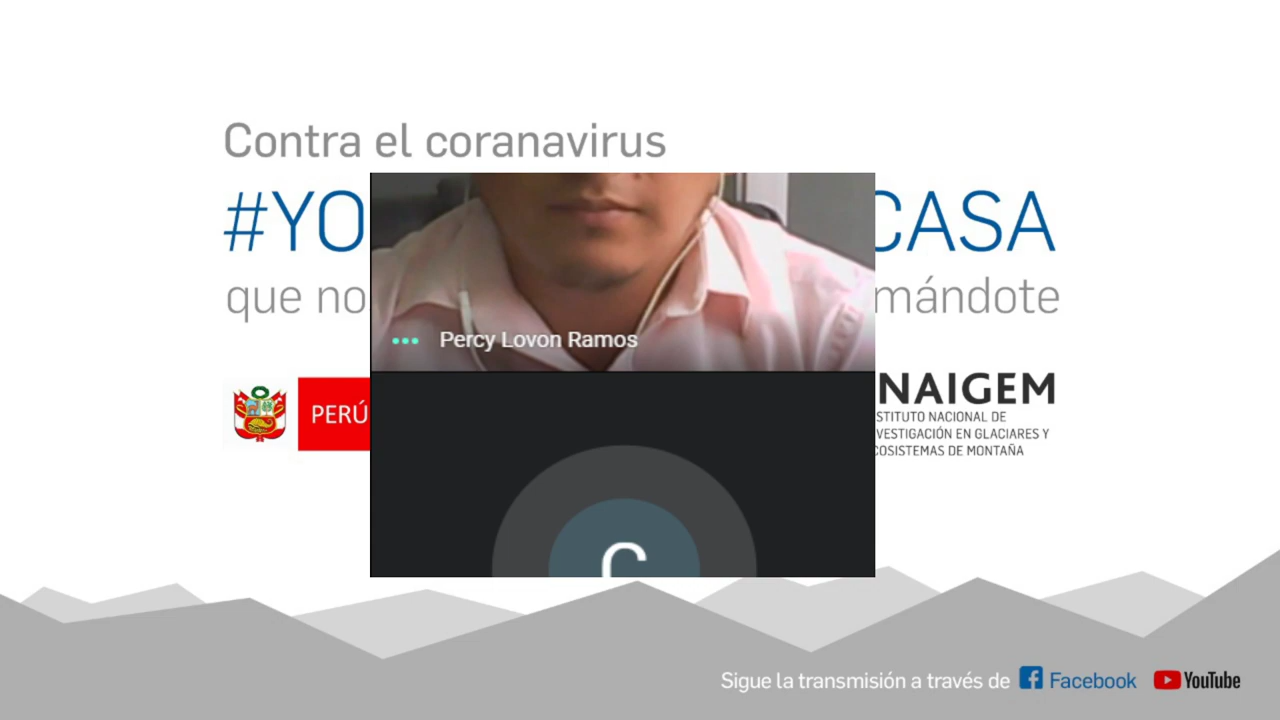 Contra el coranavirus
#YO CASA
que no mándote
Percy Lovon Ramos
PERÚ
NAIGEM
STITUTO NACIONAL DE
VESTIGACIÓN EN GLACIARES Y
COSISTEMAS DE MONTAÑA
C
Sigue la transmisión a través de Facebook YouTube